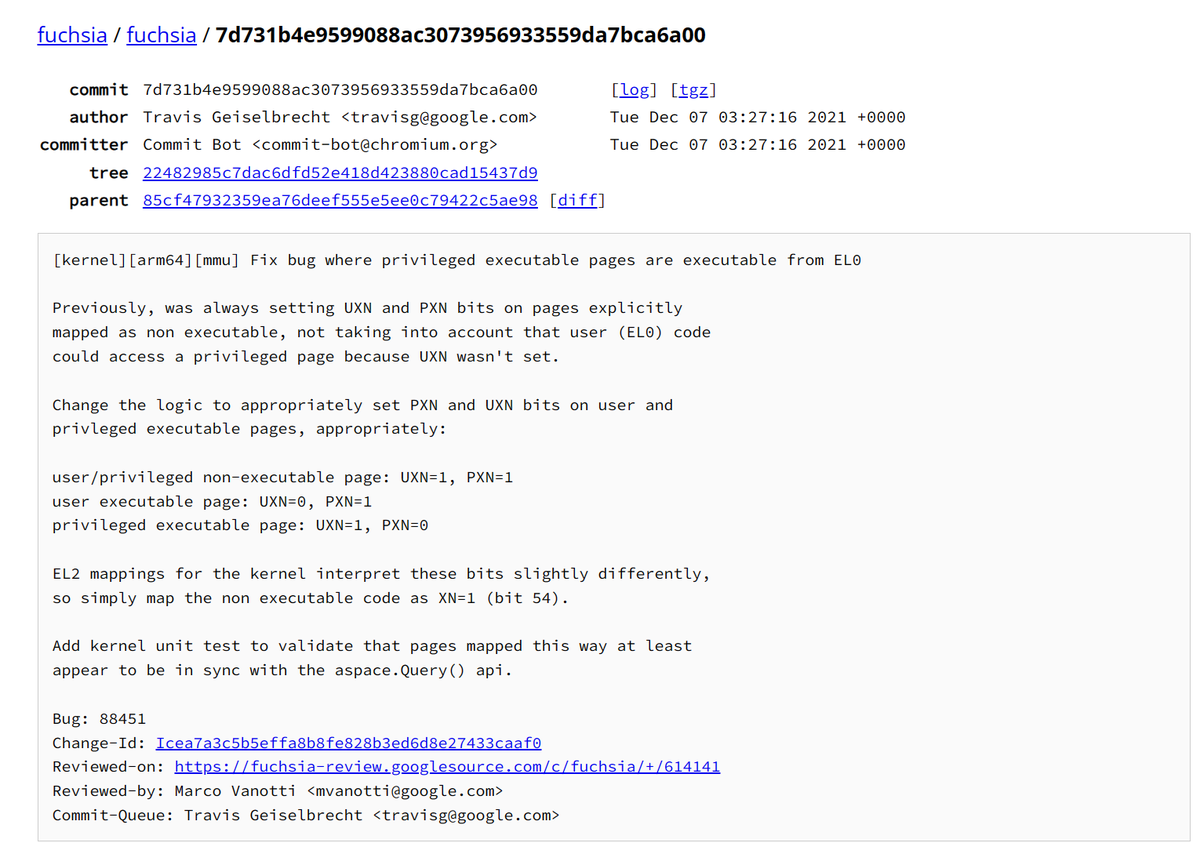 fuchsia / fuchsia / 7d731b4e9599088ac3073956933559da7bca6a00
commit 7d731b4e9599088ac3073956933559da7bca6a00 [log] [tgz]
author Travis Geiselbrecht <travisg@google.com> Tue Dec 07 03:27:16 2021 +0000
committer Commit Bot <commit-bot@chromium.org> Tue Dec 07 03:27:16 2021 +0000
tree 22482985c7dac6dfd52e418d423880cad15437d9
parent 85cf47932359ea76deef555e5ee0c79422c5ae98 [diff]
[kernel][arm64][mmu] Fix bug where privileged executable pages are executable from EL0
Previously, was always setting UXN and PXN bits on pages explicitly
mapped as non executable, not taking into account that user (EL0) code
could access a privileged page because UXN wasn't set.
Change the logic to appropriately set PXN and UXN bits on user and
privleged executable pages, appropriately:
user/privileged non-executable page: UXN=1, PXN=1
user executable page: UXN=0, PXN=1
privileged executable page: UXN=1, PXN=0
EL2 mappings for the kernel interpret these bits slightly differently,
so simply map the non executable code as XN=1 (bit 54).
Add kernel unit test to validate that pages mapped this way at least
appear to be in sync with the aspace.Query() api.
Bug: 88451
Change-Id: Icea7a3c5b5effa8b8fe828b3ed6d8e27433caaf0
Reviewed-on: https://fuchsia-review.googlesource.com/c/fuchsia/+/614141
Reviewed-by: Marco Vanotti <mvanotti@google.com>
Commit-Queue: Travis Geiselbrecht <travisg@google.com>